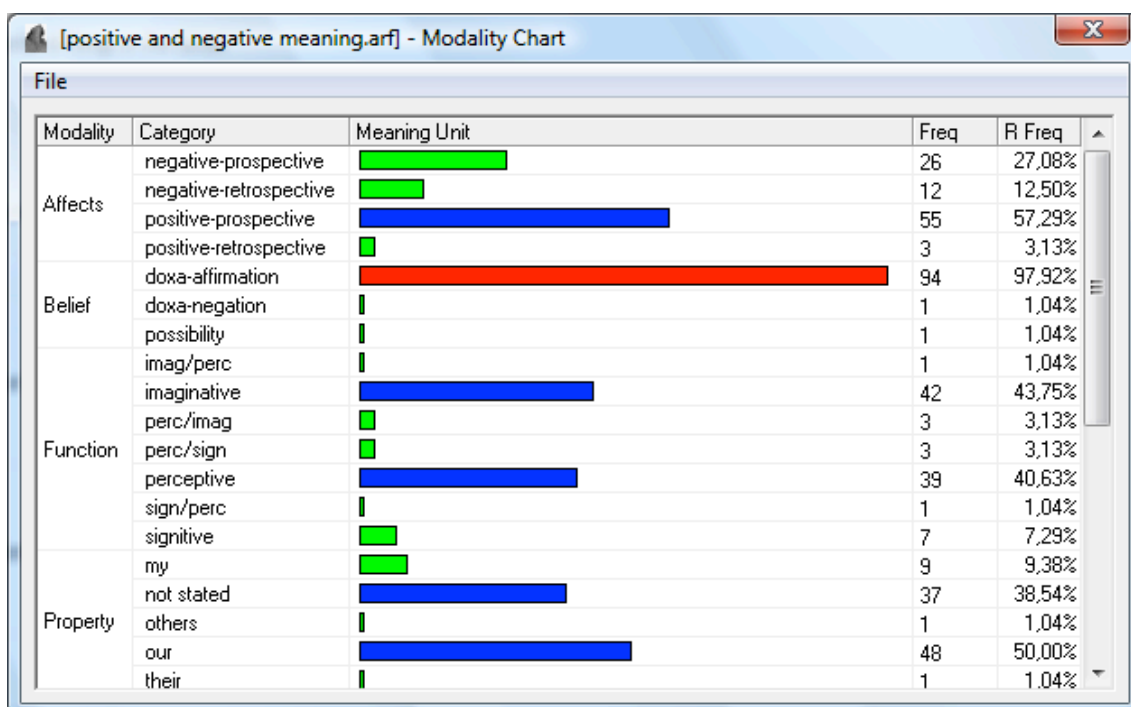 [positive and negative meaning.arf] - Modality Chart
File
Modality Category Meaning Unit Freq R Freq
Affects
negative-prospective 26 27,08%
negative-retrospective 12 12,50%
positive-prospective 55 57,29%
positive-retrospective 3 3,13%
Belief
doxa-affirmation 94 97,92%
doxa-negation 1 1,04%
possibility 1 1,04%
Function
imag/perc 1 1,04%
imaginative 42 43,75%
perc/imag 3 3,13%
perc/sign 3 3,13%
perceptive 39 40,63%
sign/perc 1 1,04%
signitive 7 7,29%
Property
my 9 9,38%
not stated 37 38,54%
others 1 1,04%
our 48 50,00%
their 1 1,04%